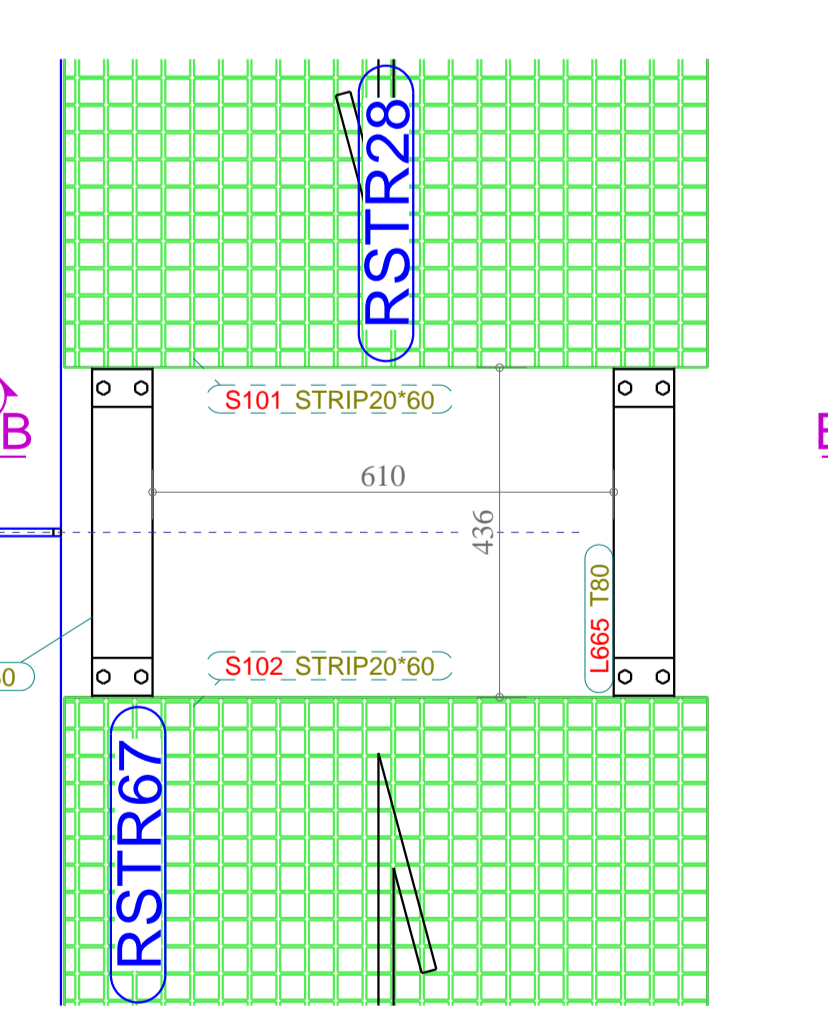 RSTR28
S101 STRIP20*60
B
610
436
L665 T80
S102 STRIP20*60
RSTR67